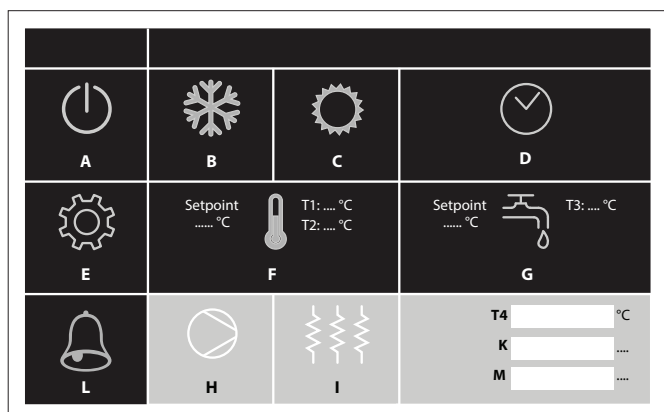 A
B
C
D
Setpoint
...... °C
T1: .... °C
T2: .... °C
Setpoint
...... °C
T3: .... °C
E
F
G
T4 °C
K ....
M ....
L
H
I